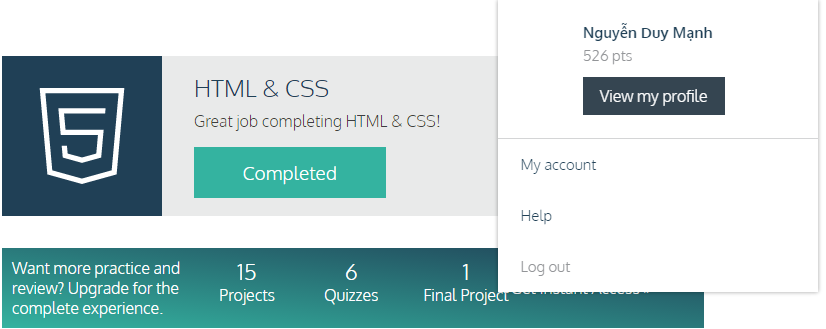 Nguyễn Duy Mạnh
526 pts
View my profile
My account
Help
Log out
HTML & CSS
Great job completing HTML & CSS!
Completed
Want more practice and
review? Upgrade for the
complete experience.
15
Projects
6
Quizzes
1
Final Project